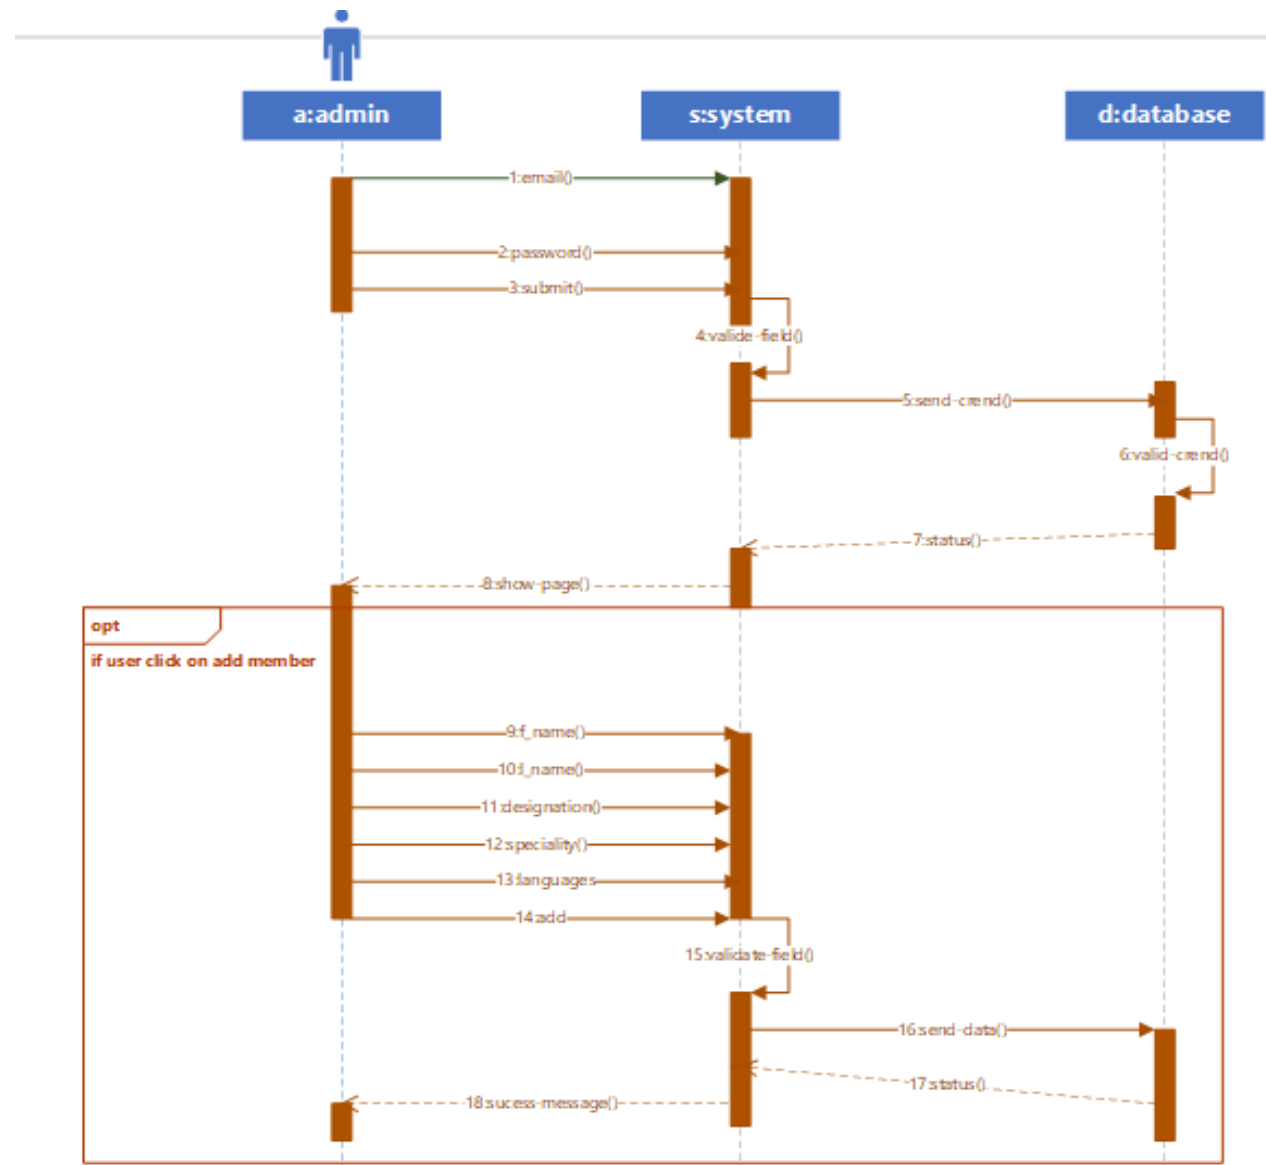 a:admin
s:system
d:database
1:email()
2:password()
3:submit()
4:valide-field()
5:send-crend()
6:valid-crend()
7:status()
8:show-page()
opt
if user click on add member
9:f_name()
10:l_name()
11:designation()
12:speciality()
13:languages
14:add
15:validate-field()
16:send-data()
17:status()
18:sucess-message()